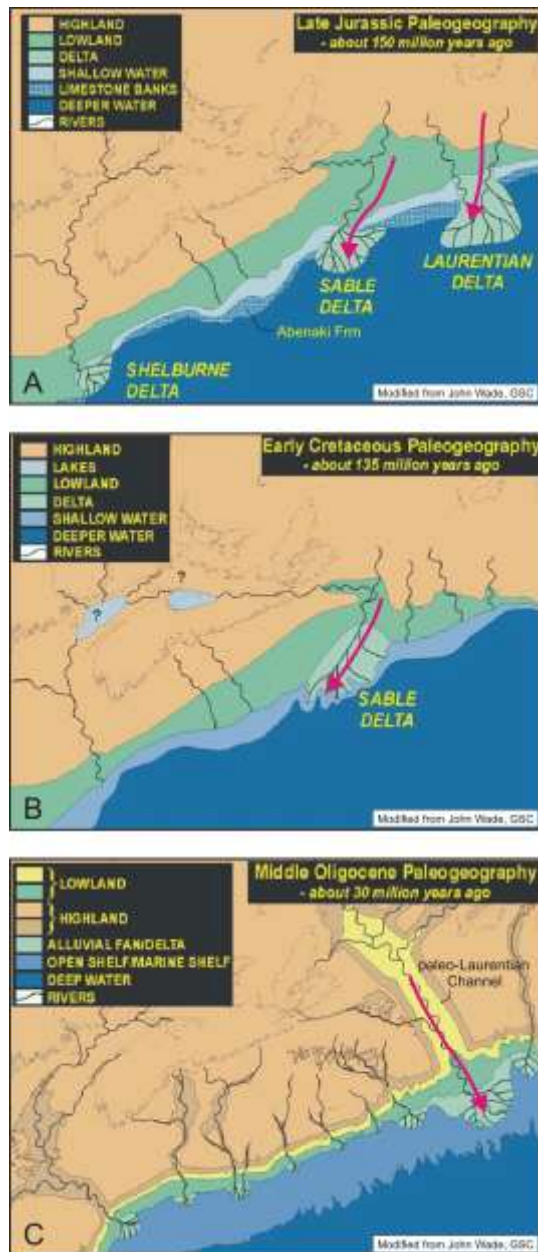 HIGHLAND
LOWLAND
DELTA
SHALLOW WATER
LIMESTONE BANKS
DEEPER WATER
RIVERS
Late Jurassic Paleogeography
- about 150 million years ago
SABLE
DELTA
LAURENTIAN
DELTA
Abenaki Frm
SHELBURNE
DELTA
A
Modified from John Wade, GSC
HIGHLAND
LAKES
LOWLAND
DELTA
SHALLOW WATER
DEEPER WATER
RIVERS
Early Cretaceous Paleogeography
- about 135 million years ago
?
?
SABLE
DELTA
B
Modified from John Wade, GSC
LOWLAND
HIGHLAND
ALLUVIAL FAN/DELTA
OPEN SHELF/MARINE SHELF
DEEP WATER
RIVERS
Middle Oligocene Paleogeography
- about 30 million years ago
paleo-Laurentian
Channel
C
Modified from John Wade, GSC